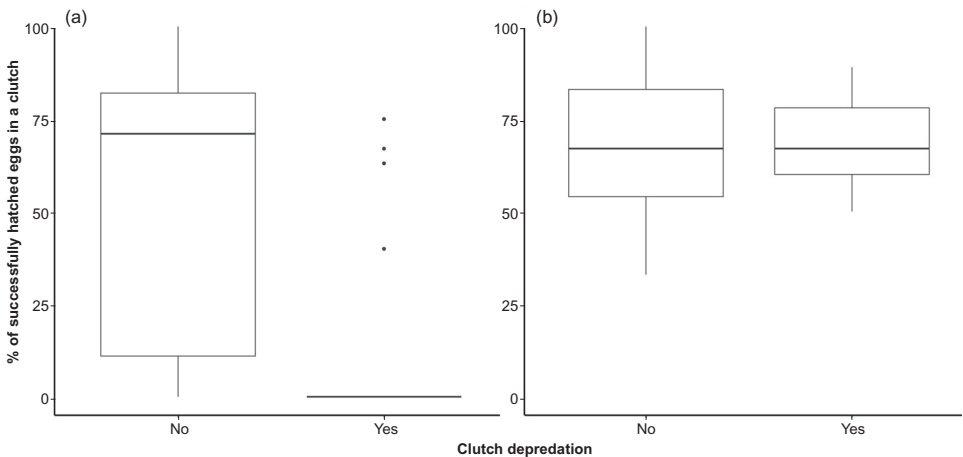 (a)
(b)
% of successfully hatched eggs in a clutch
100
75
50
25
0
No
Yes
100
75
50
25
0
No
Yes
Clutch depredation